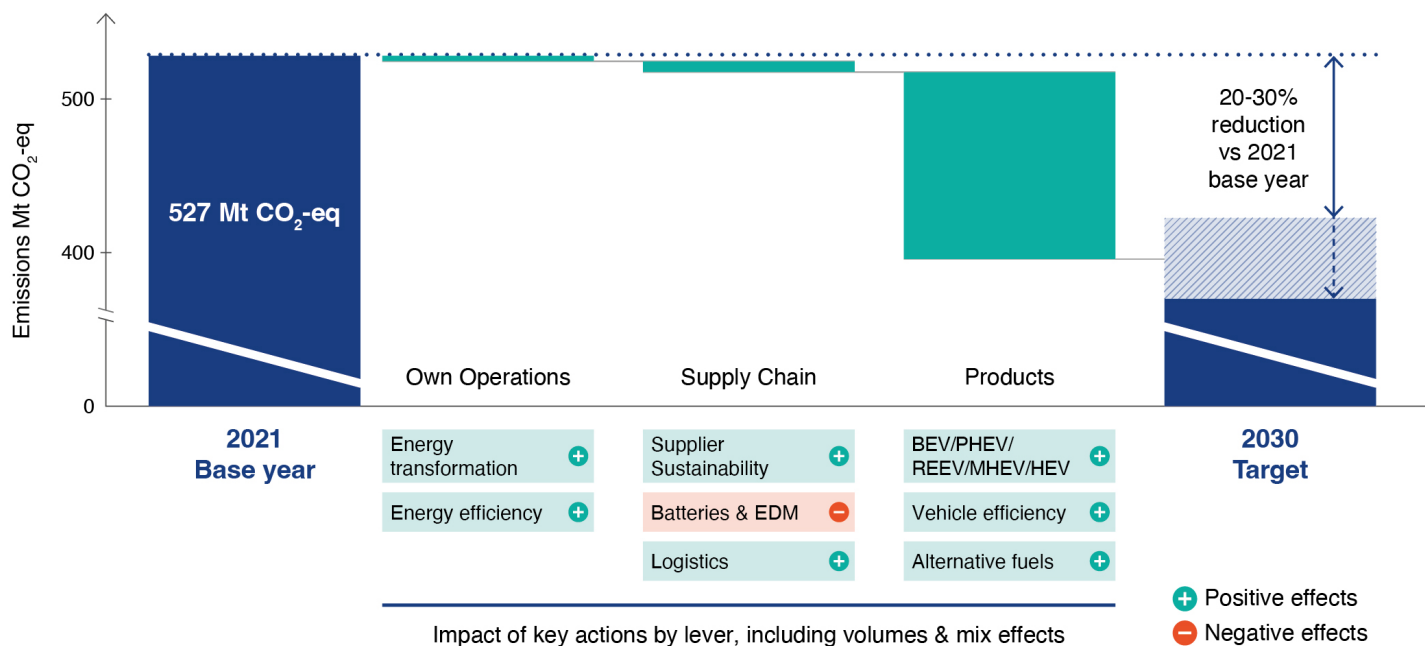 Emissions Mt CO₂-eq
500
400
0
527 Mt CO₂-eq
20-30%
reduction
vs 2021
base year
Own Operations
Supply Chain
Products
2021
Base year
Energy
transformation
+
Energy efficiency +
Supplier
Sustainability
+
Batteries & EDM −
Logistics +
BEV/PHEV/
REEV/MHEV/HEV
+
Vehicle efficiency +
Alternative fuels +
2030
Target
+ Positive effects
− Negative effects
Impact of key actions by lever, including volumes & mix effects